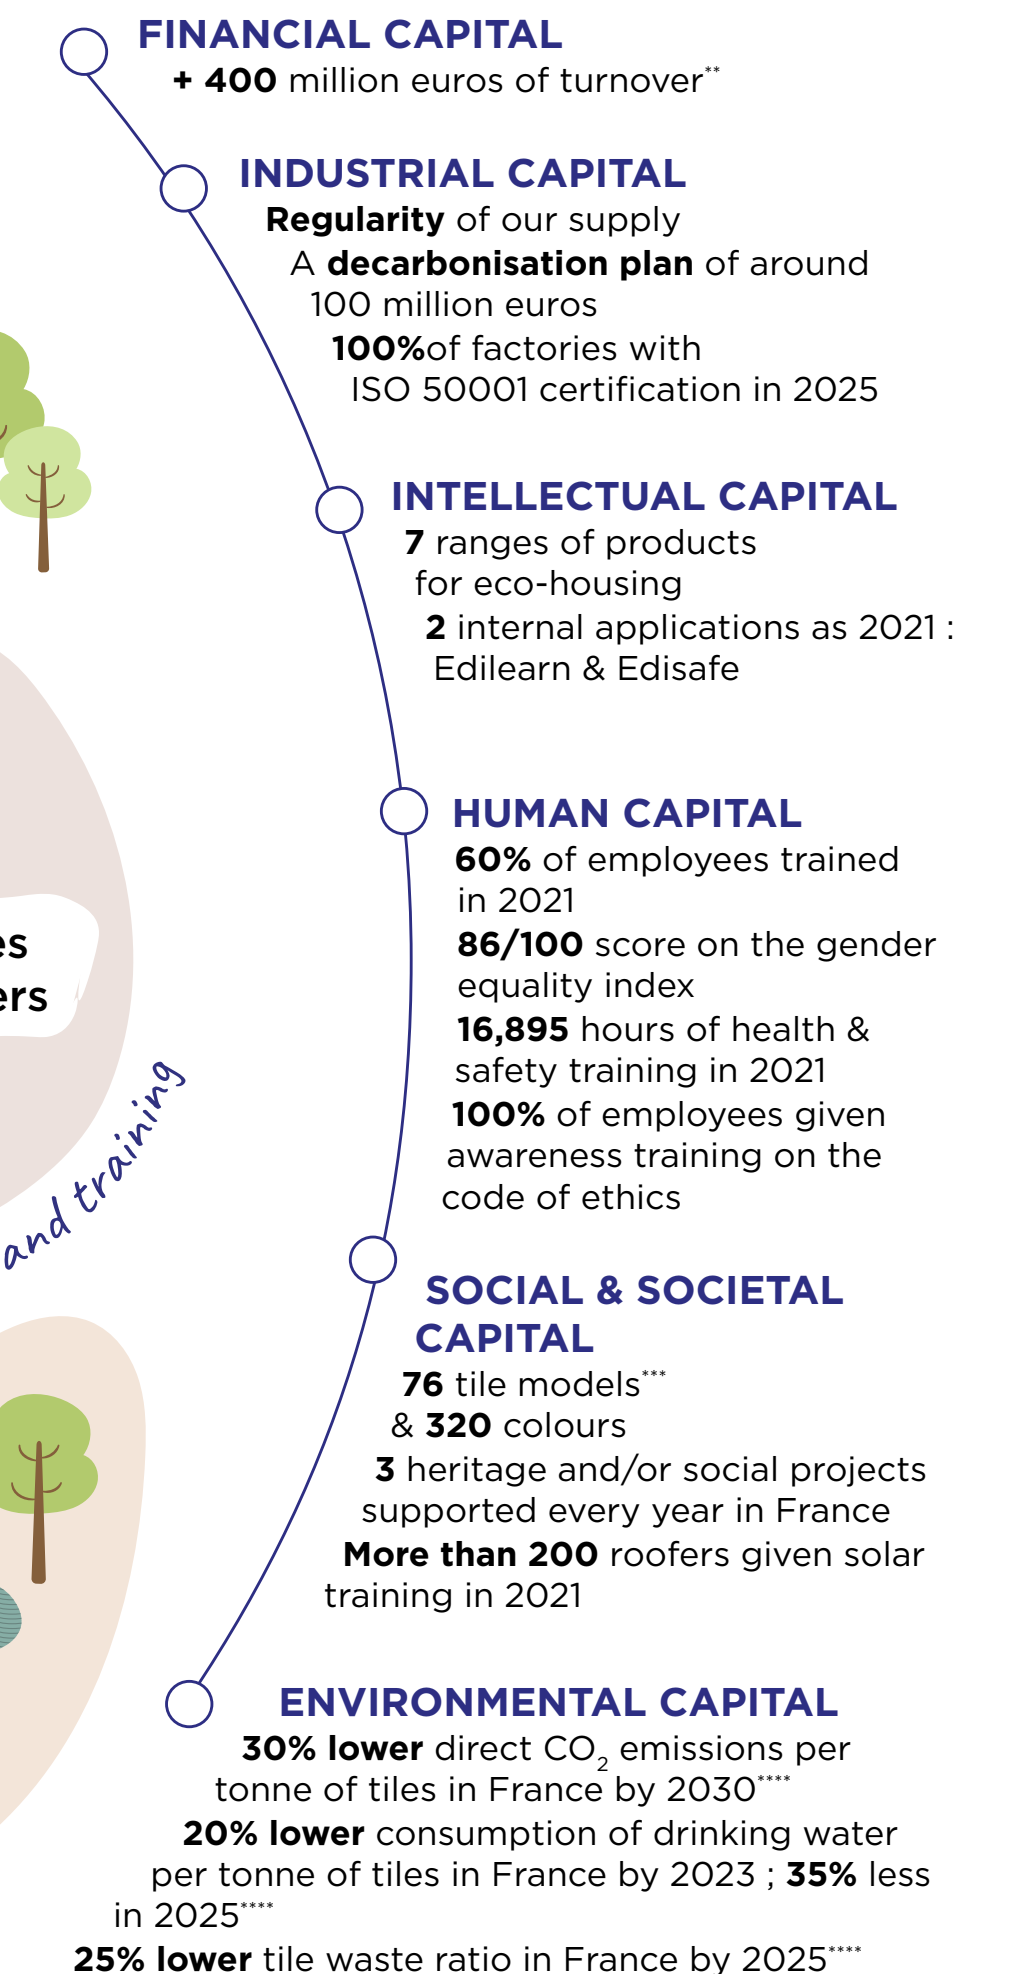 FINANCIAL CAPITAL
+ 400 million euros of turnover**
INDUSTRIAL CAPITAL
Regularity of our supply
A decarbonisation plan of around
100 million euros
100%of factories with
ISO 50001 certification in 2025
INTELLECTUAL CAPITAL
7 ranges of products
for eco-housing
2 internal applications as 2021 :
Edilearn & Edisafe
HUMAN CAPITAL
60% of employees trained
in 2021
86/100 score on the gender
equality index
16,895 hours of health &
safety training in 2021
100% of employees given
awareness training on the
code of ethics
and training
SOCIAL & SOCIETAL
CAPITAL
76 tile models***
& 320 colours
3 heritage and/or social projects
supported every year in France
More than 200 roofers given solar
training in 2021
ENVIRONMENTAL CAPITAL
30% lower direct CO₂ emissions per
tonne of tiles in France by 2030****
20% lower consumption of drinking water
per tonne of tiles in France by 2023 ; 35% less
in 2025****
25% lower tile waste ratio in France by 2025****